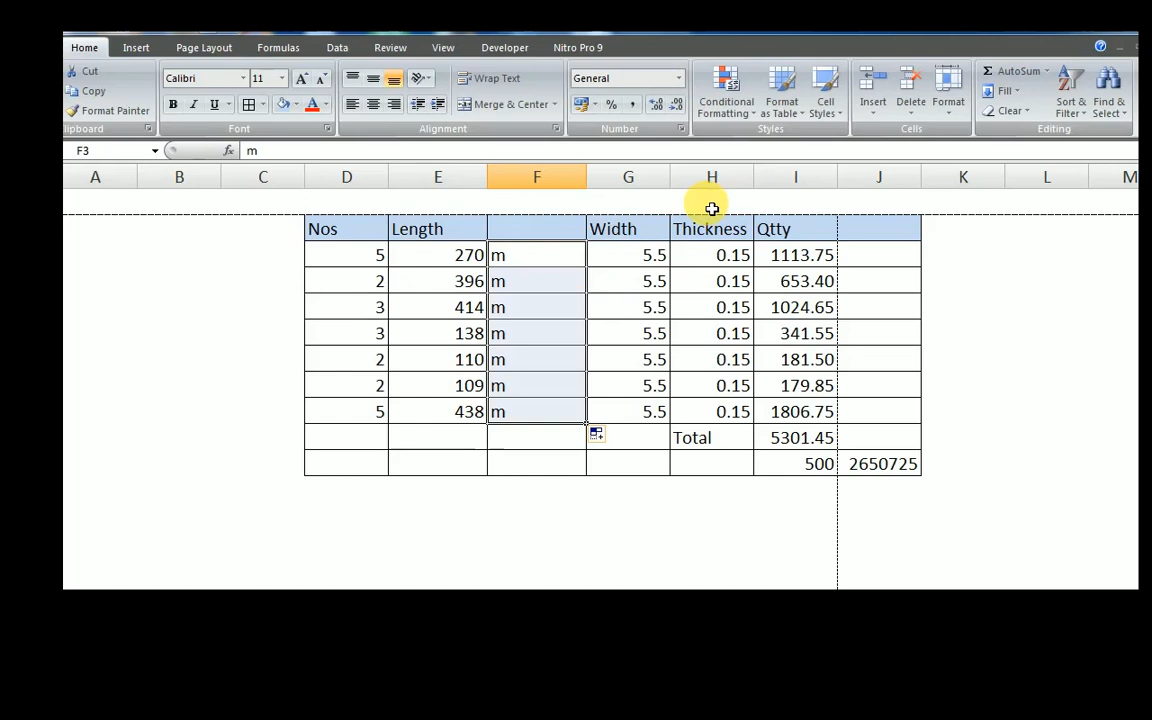 Home Insert Page Layout Formulas Data Review View Developer Nitro Pro 9
Cut
Copy
Format Painter
Calibri 11
B I U
Wrap Text
Merge & Center
General
Conditional Formatting
Format as Table
Cell Styles
Insert
Delete
Format
AutoSum
Fill
Clear
Sort & Filter
Find & Select
lipboard Font Alignment Number Styles Cells Editing
F3 fx m
A B C D E F G H I J K L M
Nos Length Width Thickness Qtty
5 270 m 5.5 0.15 1113.75
2 396 m 5.5 0.15 653.40
3 414 m 5.5 0.15 1024.65
3 138 m 5.5 0.15 341.55
2 110 m 5.5 0.15 181.50
2 109 m 5.5 0.15 179.85
5 438 m 5.5 0.15 1806.75
Total 5301.45
500 2650725